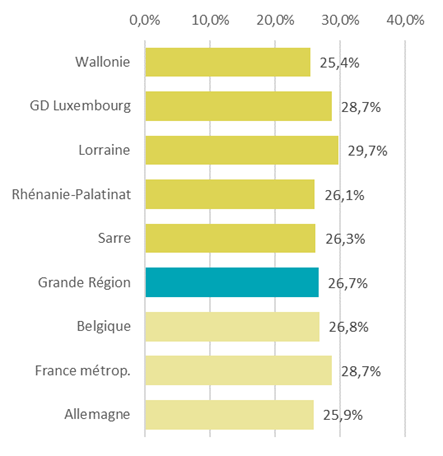 0,0% 10,0% 20,0% 30,0% 40,0%
Wallonie 25,4%
GD Luxembourg 28,7%
Lorraine 29,7%
Rhénanie-Palatinat 26,1%
Sarre 26,3%
Grande Région 26,7%
Belgique 26,8%
France métrop. 28,7%
Allemagne 25,9%